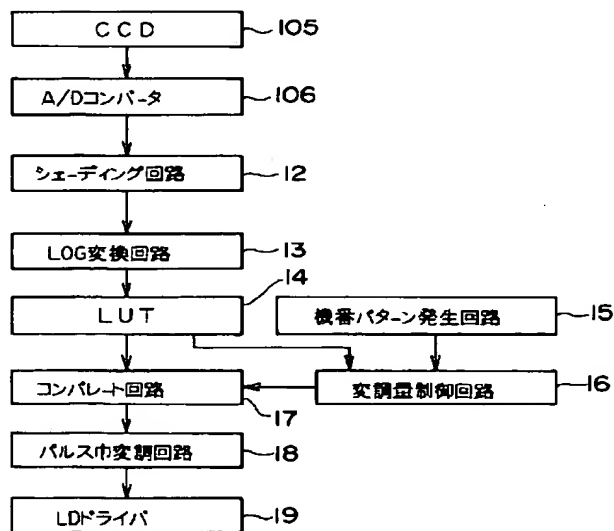 CCD 105
A/Dコンバータ 106
シェーディング回路 12
LOG変換回路 13
LUT 14
機番パターン発生回路 15
変調量制御回路 16
コンパレート回路 17
パルス巾変調回路 18
LDドライバ 19